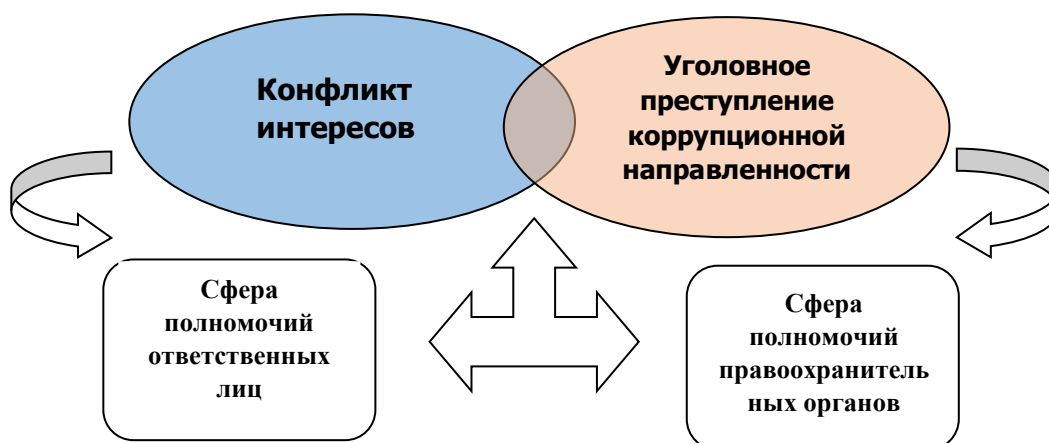 Конфликт
интересов
Уголовное
преступление
коррупционной
направленности
Сфера
полномочий
ответственных
лиц
Сфера
полномочий
правоохранитель
ных органов